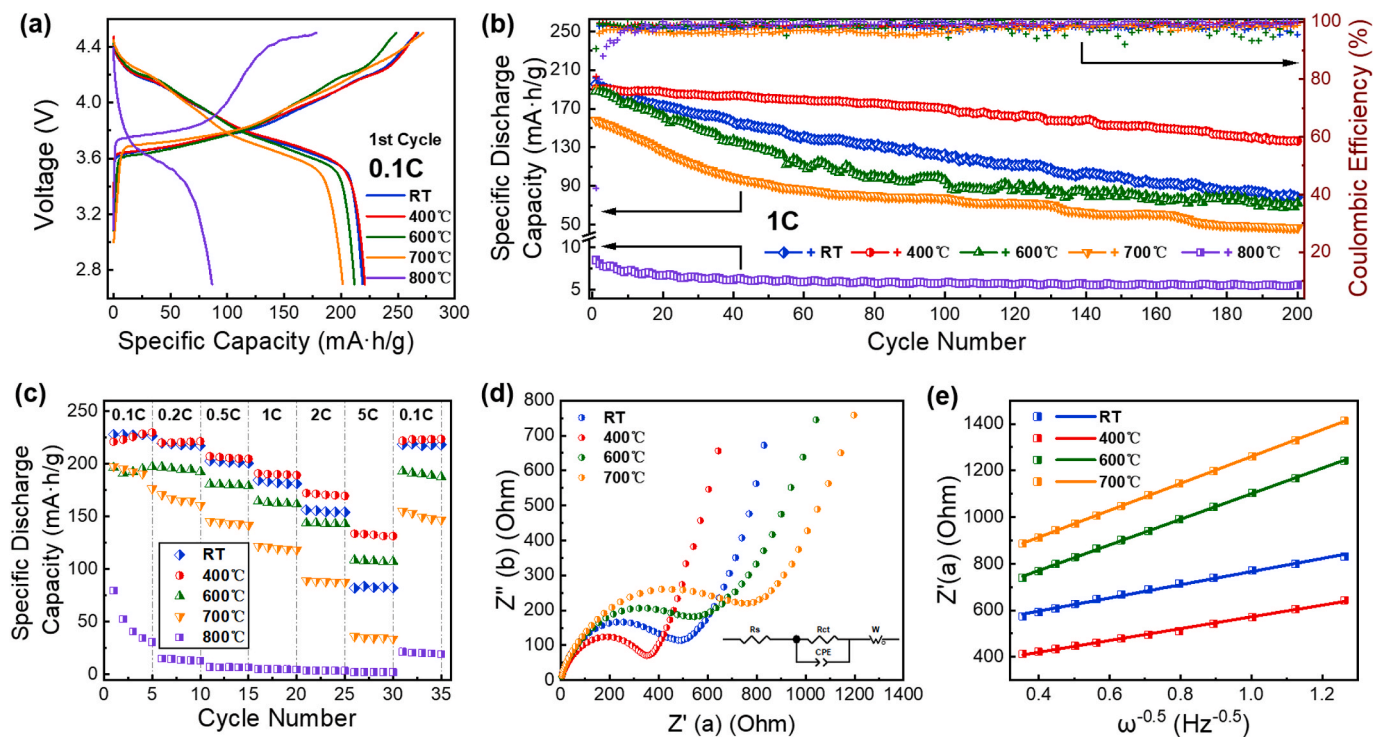 (a)
4.4
4.0
3.6
3.2
2.8
Voltage (V)
1st Cycle
0.1C
RT
400℃
600℃
700℃
800℃
0 50 100 150 200 250 300
Specific Capacity (mA·h/g)
(b)
250
210
170
130
90
50
10
5
Specific Discharge
Capacity (mA·h/g)
1C
RT 400℃ 600℃ 700℃ 800℃
0 20 40 60 80 100 120 140 160 180 200
Cycle Number
100
80
60
40
20
Coulombic Efficiency (%)
(c)
250
200
150
100
50
0
Specific Discharge
Capacity (mA·h/g)
0.1C 0.2C 0.5C 1C 2C 5C 0.1C
RT
400℃
600℃
700℃
800℃
0 5 10 15 20 25 30 35
Cycle Number
(d)
800
700
600
500
400
300
200
100
0
Z'' (b) (Ohm)
RT
400℃
600℃
700℃
Rs Rct W
CPE
0 200 400 600 800 1000 1200 1400
Z' (a) (Ohm)
(e)
1400
1200
1000
800
600
400
Z'(a) (Ohm)
RT
400℃
600℃
700℃
0.4 0.6 0.8 1.0 1.2
ω-0.5 (Hz-0.5)